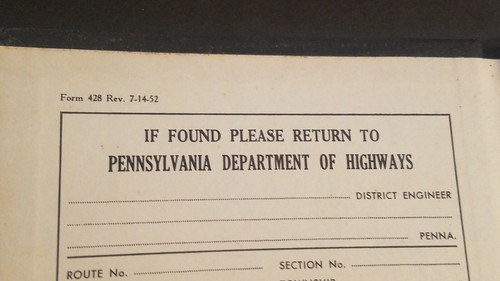 Form 428 Rev. 7-14-52
IF FOUND PLEASE RETURN TO
PENNSYLVANIA DEPARTMENT OF HIGHWAYS
DISTRICT ENGINEER
PENNA.
ROUTE No. SECTION No.